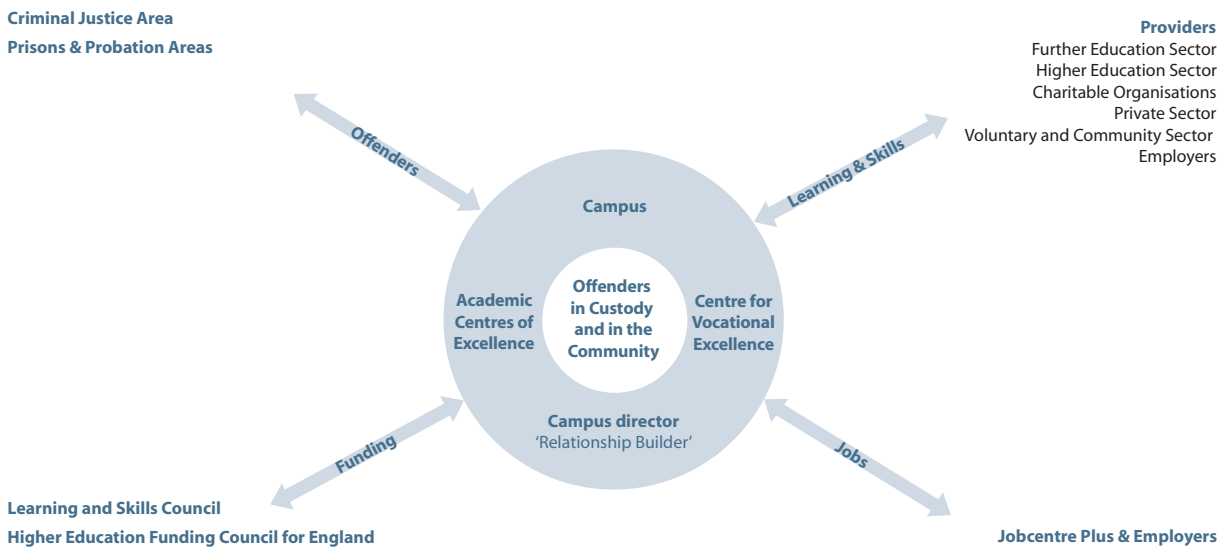 Criminal Justice Area
Prisons & Probation Areas
Providers
Further Education Sector
Higher Education Sector
Charitable Organisations
Private Sector
Voluntary and Community Sector
Employers
Offenders
Learning & Skills
Campus
Academic
Centres of
Excellence
Offenders
in Custody
and in the
Community
Centre for
Vocational
Excellence
Campus director
‘Relationship Builder’
Funding
Jobs
Learning and Skills Council
Higher Education Funding Council for England
Jobcentre Plus & Employers